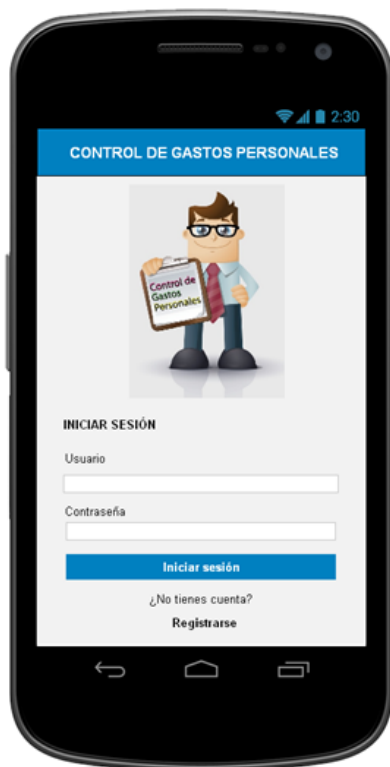 2:30
CONTROL DE GASTOS PERSONALES
Control de
Gastos
Personales
INICIAR SESIÓN
Usuario
Contraseña
Iniciar sesión
¿No tienes cuenta?
Registrarse